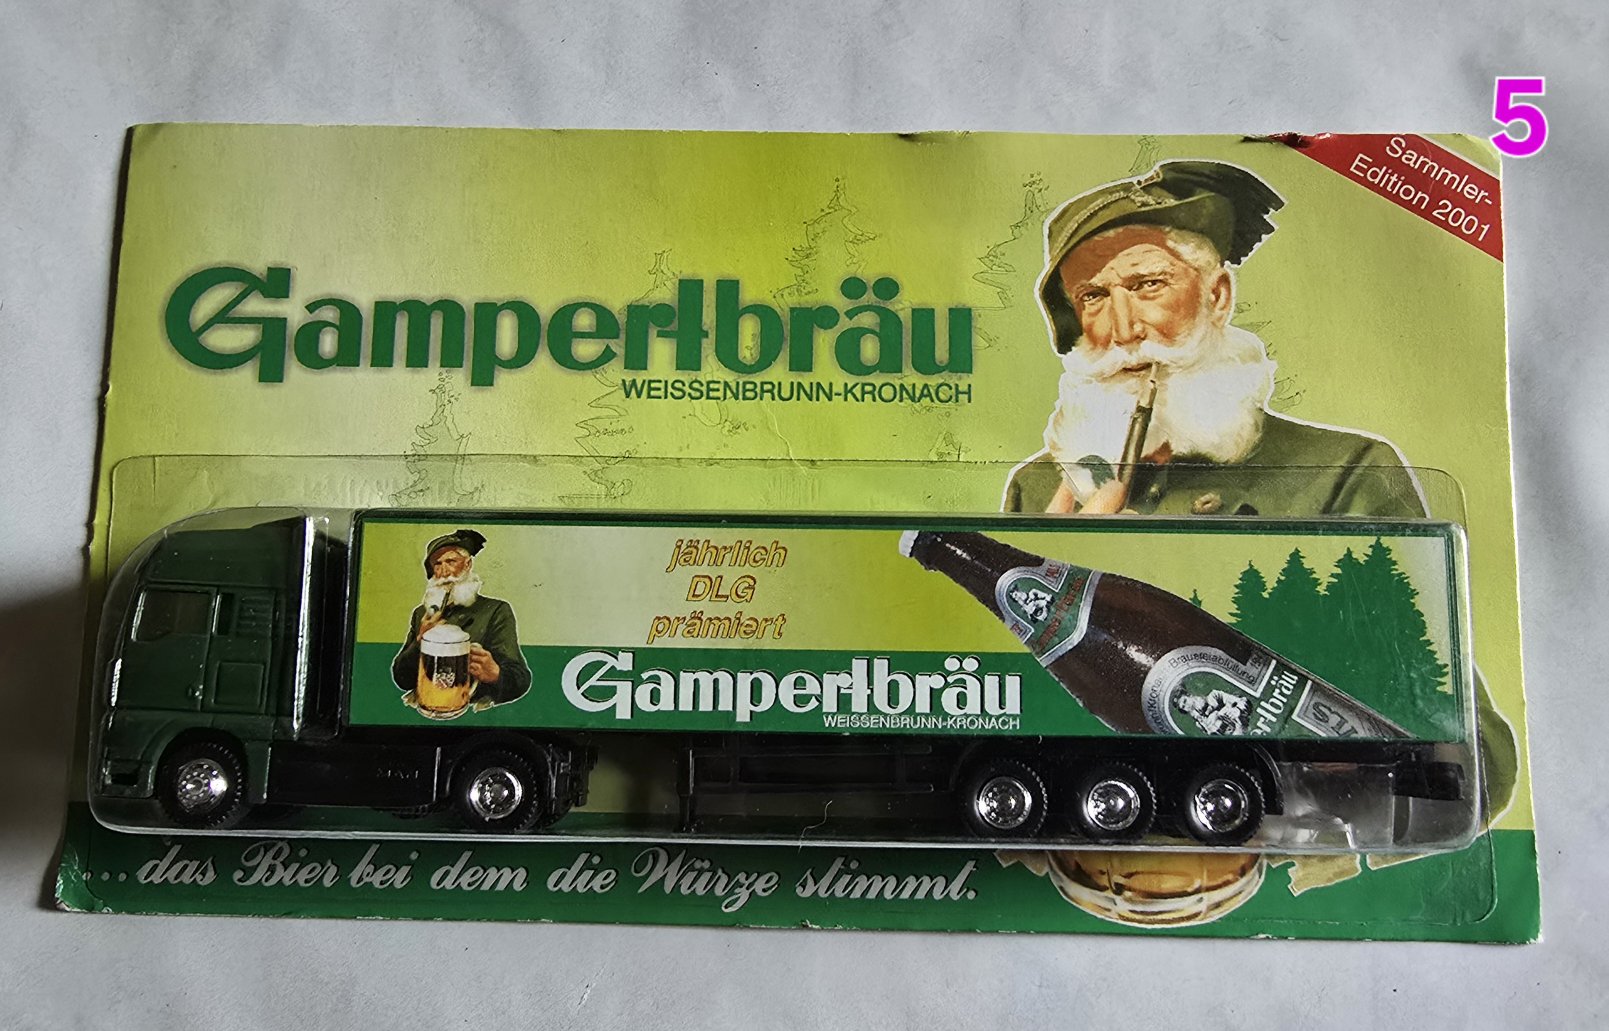 5
Sammler-
Edition 2001
Gampertbräu
WEISSENBRUNN-KRONACH
jährlich
DLG
prämiert
Gampertbräu
WEISSENBRUNN-KRONACH
Brauereiabfüllung
...das Bier bei dem die Würze stimmt.